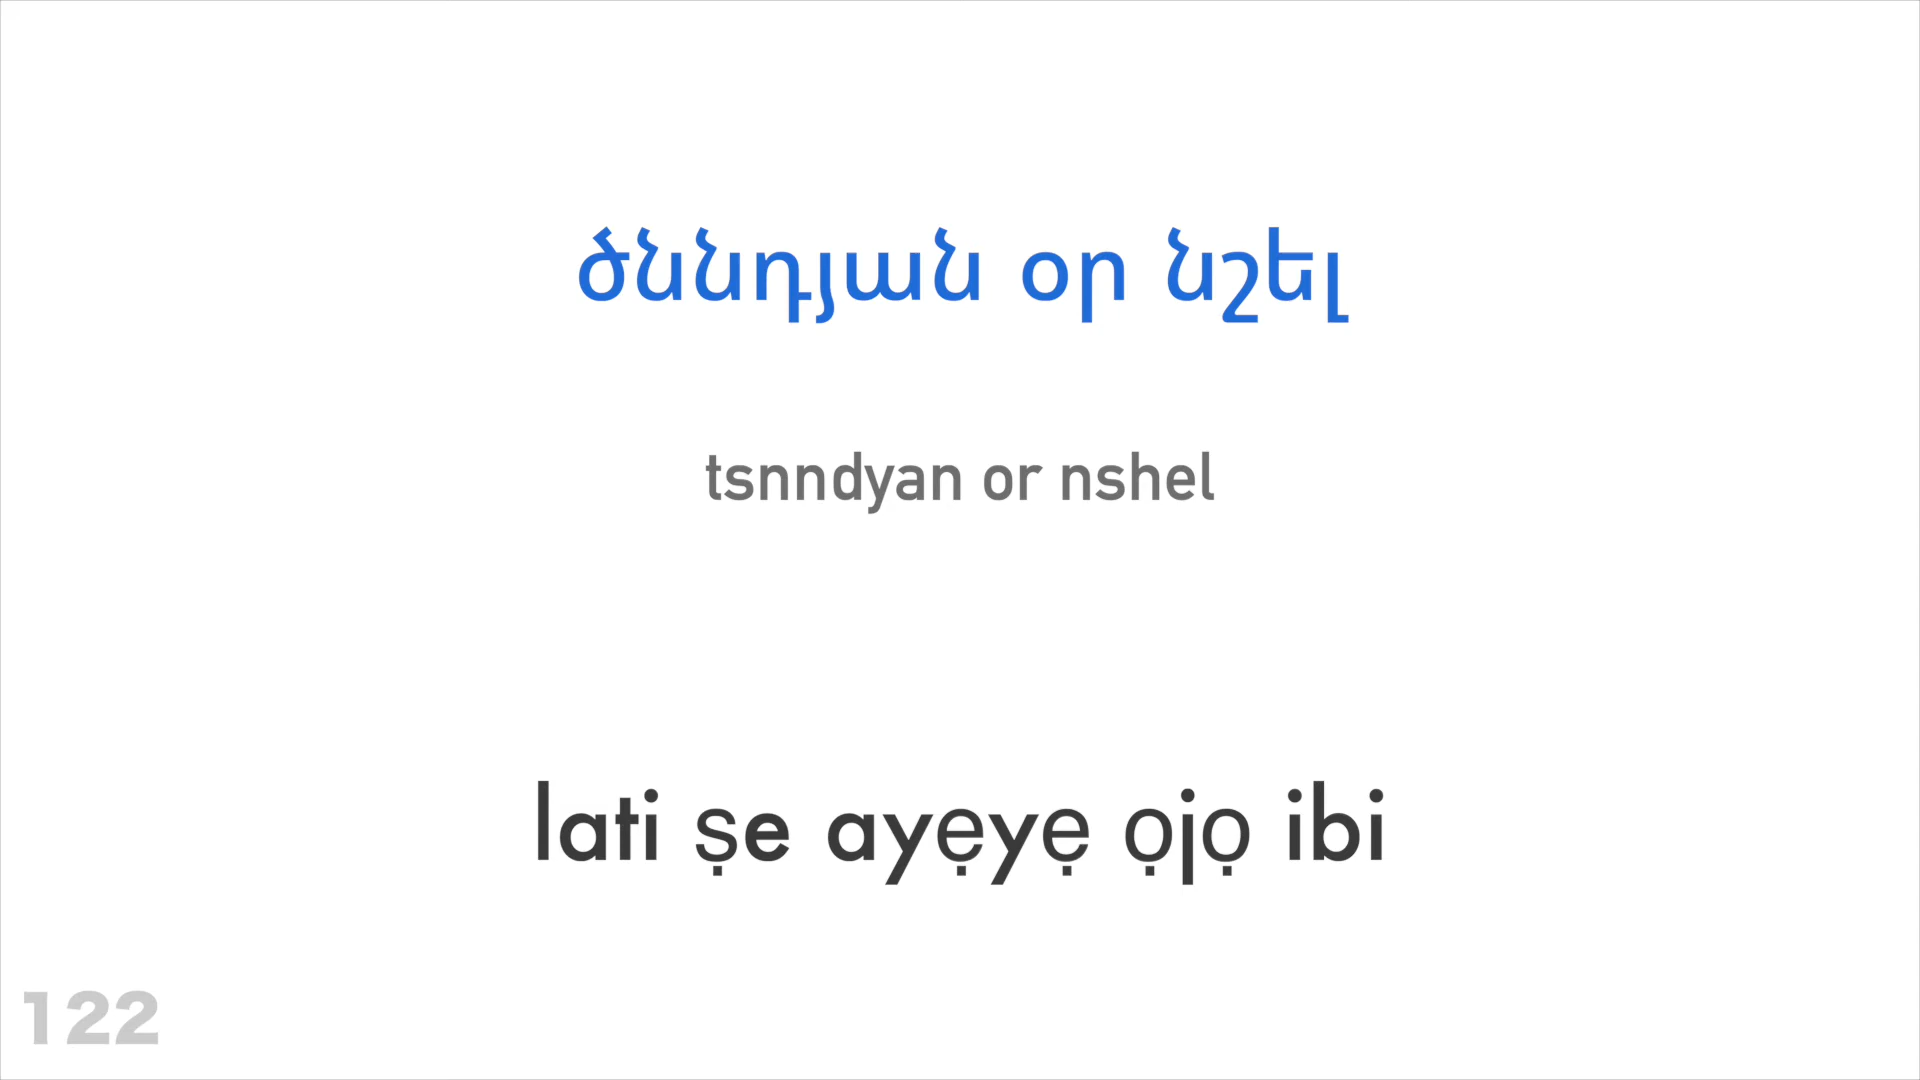 ծննդյան օր նշել
tsnndyan or nshel
lati ṣe ayẹyẹ ọjọ ibi
122